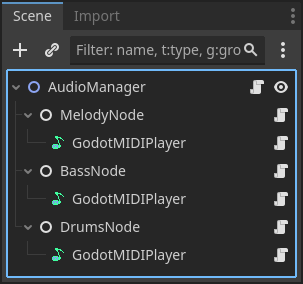 Scene Import
Filter: name, t:type, g:gro
AudioManager
MelodyNode
GodotMIDIPlayer
BassNode
GodotMIDIPlayer
DrumsNode
GodotMIDIPlayer